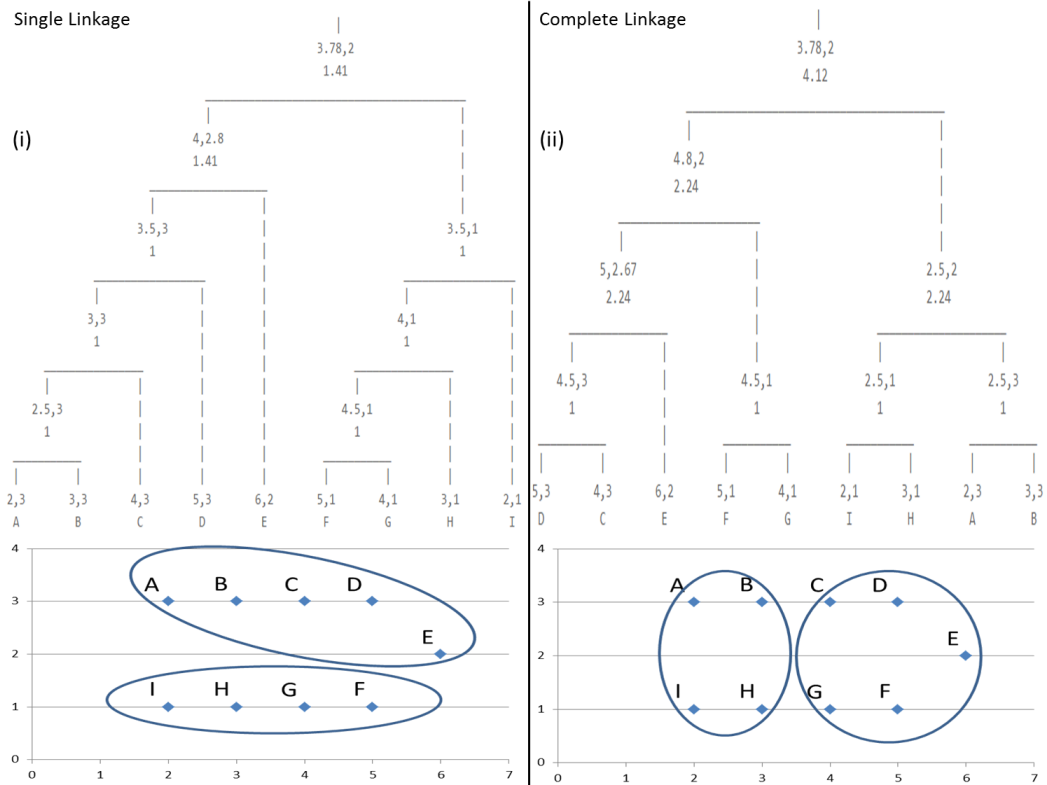 Single Linkage
3.78,2
1.41
(i)
4,2.8
1.41
3.5,3
1
3.5,1
1
3,3
1
4,1
1
2.5,3
1
4.5,1
1
2,3 3,3 4,3 5,3 6,2 5,1 4,1 3,1 2,1
A B C D E F G H I
4
3
2
1
0
A B C D
E
I H G F
0 1 2 3 4 5 6 7
Complete Linkage
3.78,2
4.12
(ii)
4.8,2
2.24
5,2.67
2.24
2.5,2
2.24
4.5,3 4.5,1 2.5,1 2.5,3
1 1 1 1
5,3 4,3 6,2 5,1 4,1 2,1 3,1 2,3 3,3
D C E F G I H A B
4
3
2
1
0
A B C D
E
I H G F
0 1 2 3 4 5 6 7